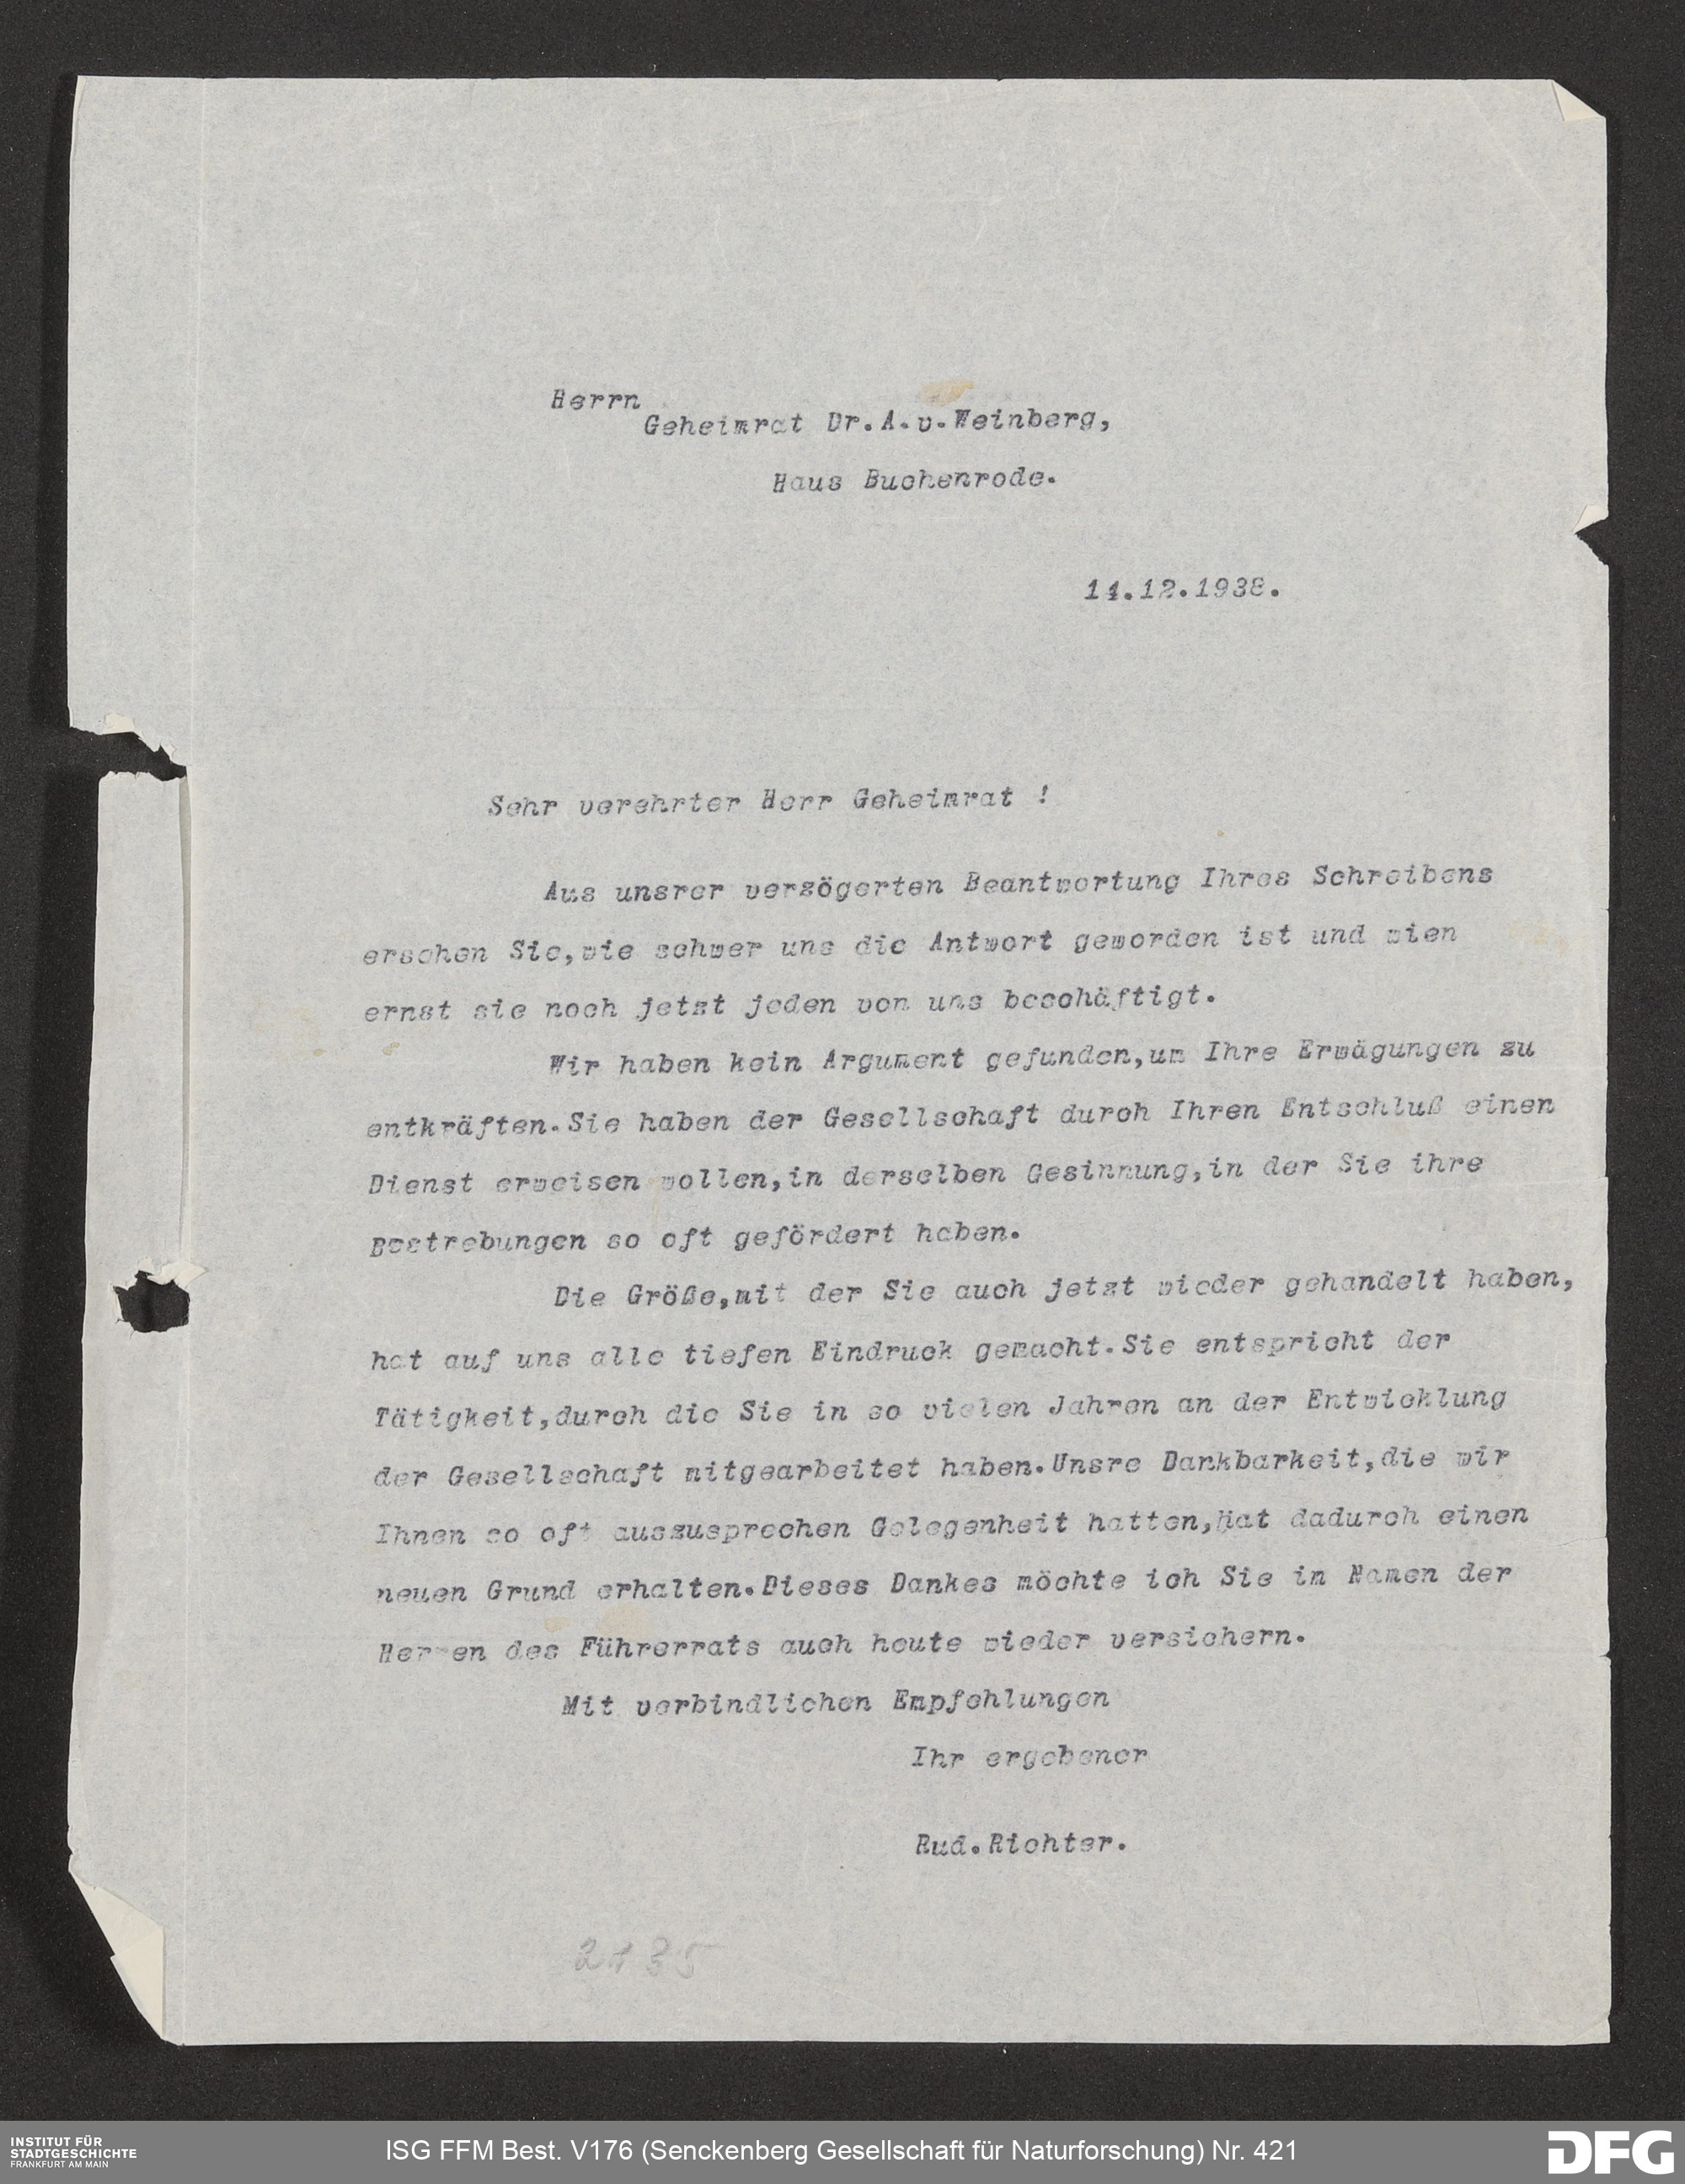 Herrn
Geheimrat Dr.A.v.Weinberg,
Haus Buchenrode.
14.12.1938.
Sehr verehrter Herr Geheimrat !
Aus unsrer verzögerten Beantwortung Ihres Schreibens
ersehen Sie,wie schwer uns die Antwort geworden ist und wien
ernst sie noch jetzt jeden von uns beschäftigt.
Wir haben kein Argument gefunden,um Ihre Erwägungen zu
entkräften.Sie haben der Gesellschaft durch Ihren Entschluß einen
Dienst erweisen wollen,in derselben Gesinnung,in der Sie ihre
Bestrebungen so oft gefördert haben.
Die Größe,mit der Sie auch jetzt wieder gehandelt haben,
hat auf uns alle tiefen Eindruck gemacht.Sie entspricht der
Tätigkeit,durch die Sie in so vielen Jahren an der Entwicklung
der Gesellschaft mitgearbeitet haben.Unsre Dankbarkeit,die wir
Ihnen so oft auszusprechen Gelegenheit hatten,hat dadurch einen
neuen Grund erhalten.Dieses Dankes möchte ich Sie im Namen der
Herren des Führerrats auch heute wieder versichern.
Mit verbindlichen Empfehlungen
Ihr ergebener
Rud.Richter.
2135
INSTITUT FÜR
STADTGESCHICHTE
FRANKFURT AM MAIN
ISG FFM Best. V176 (Senckenberg Gesellschaft für Naturforschung) Nr. 421
DFG